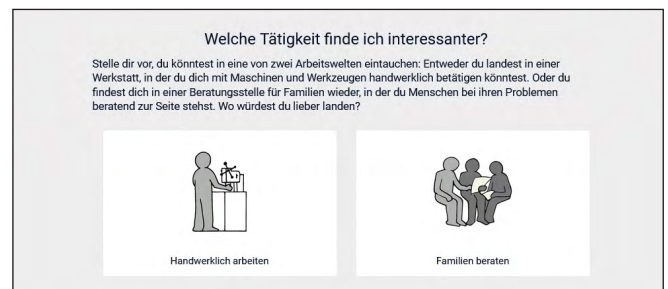 Welche Tätigkeit finde ich interessanter?
Stelle dir vor, du könntest in eine von zwei Arbeitswelten eintauchen: Entweder du landest in einer
Werkstatt, in der du dich mit Maschinen und Werkzeugen handwerklich betätigen könntest. Oder du
findest dich in einer Beratungsstelle für Familien wieder, in der du Menschen bei ihren Problemen
beratend zur Seite stehst. Wo würdest du lieber landen?
Handwerklich arbeiten
Familien beraten